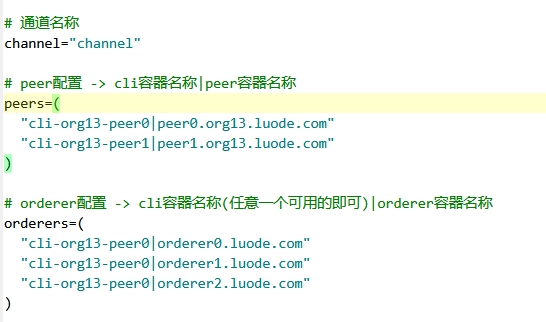 # 通道名称
channel="channel"
# peer配置 -> cli容器名称|peer容器名称
peers=(
"cli-org13-peer0|peer0.org13.luode.com"
"cli-org13-peer1|peer1.org13.luode.com"
)
# orderer配置 -> cli容器名称(任意一个可用的即可)|orderer容器名称
orderers=(
"cli-org13-peer0|orderer0.luode.com"
"cli-org13-peer0|orderer1.luode.com"
"cli-org13-peer0|orderer2.luode.com"
)